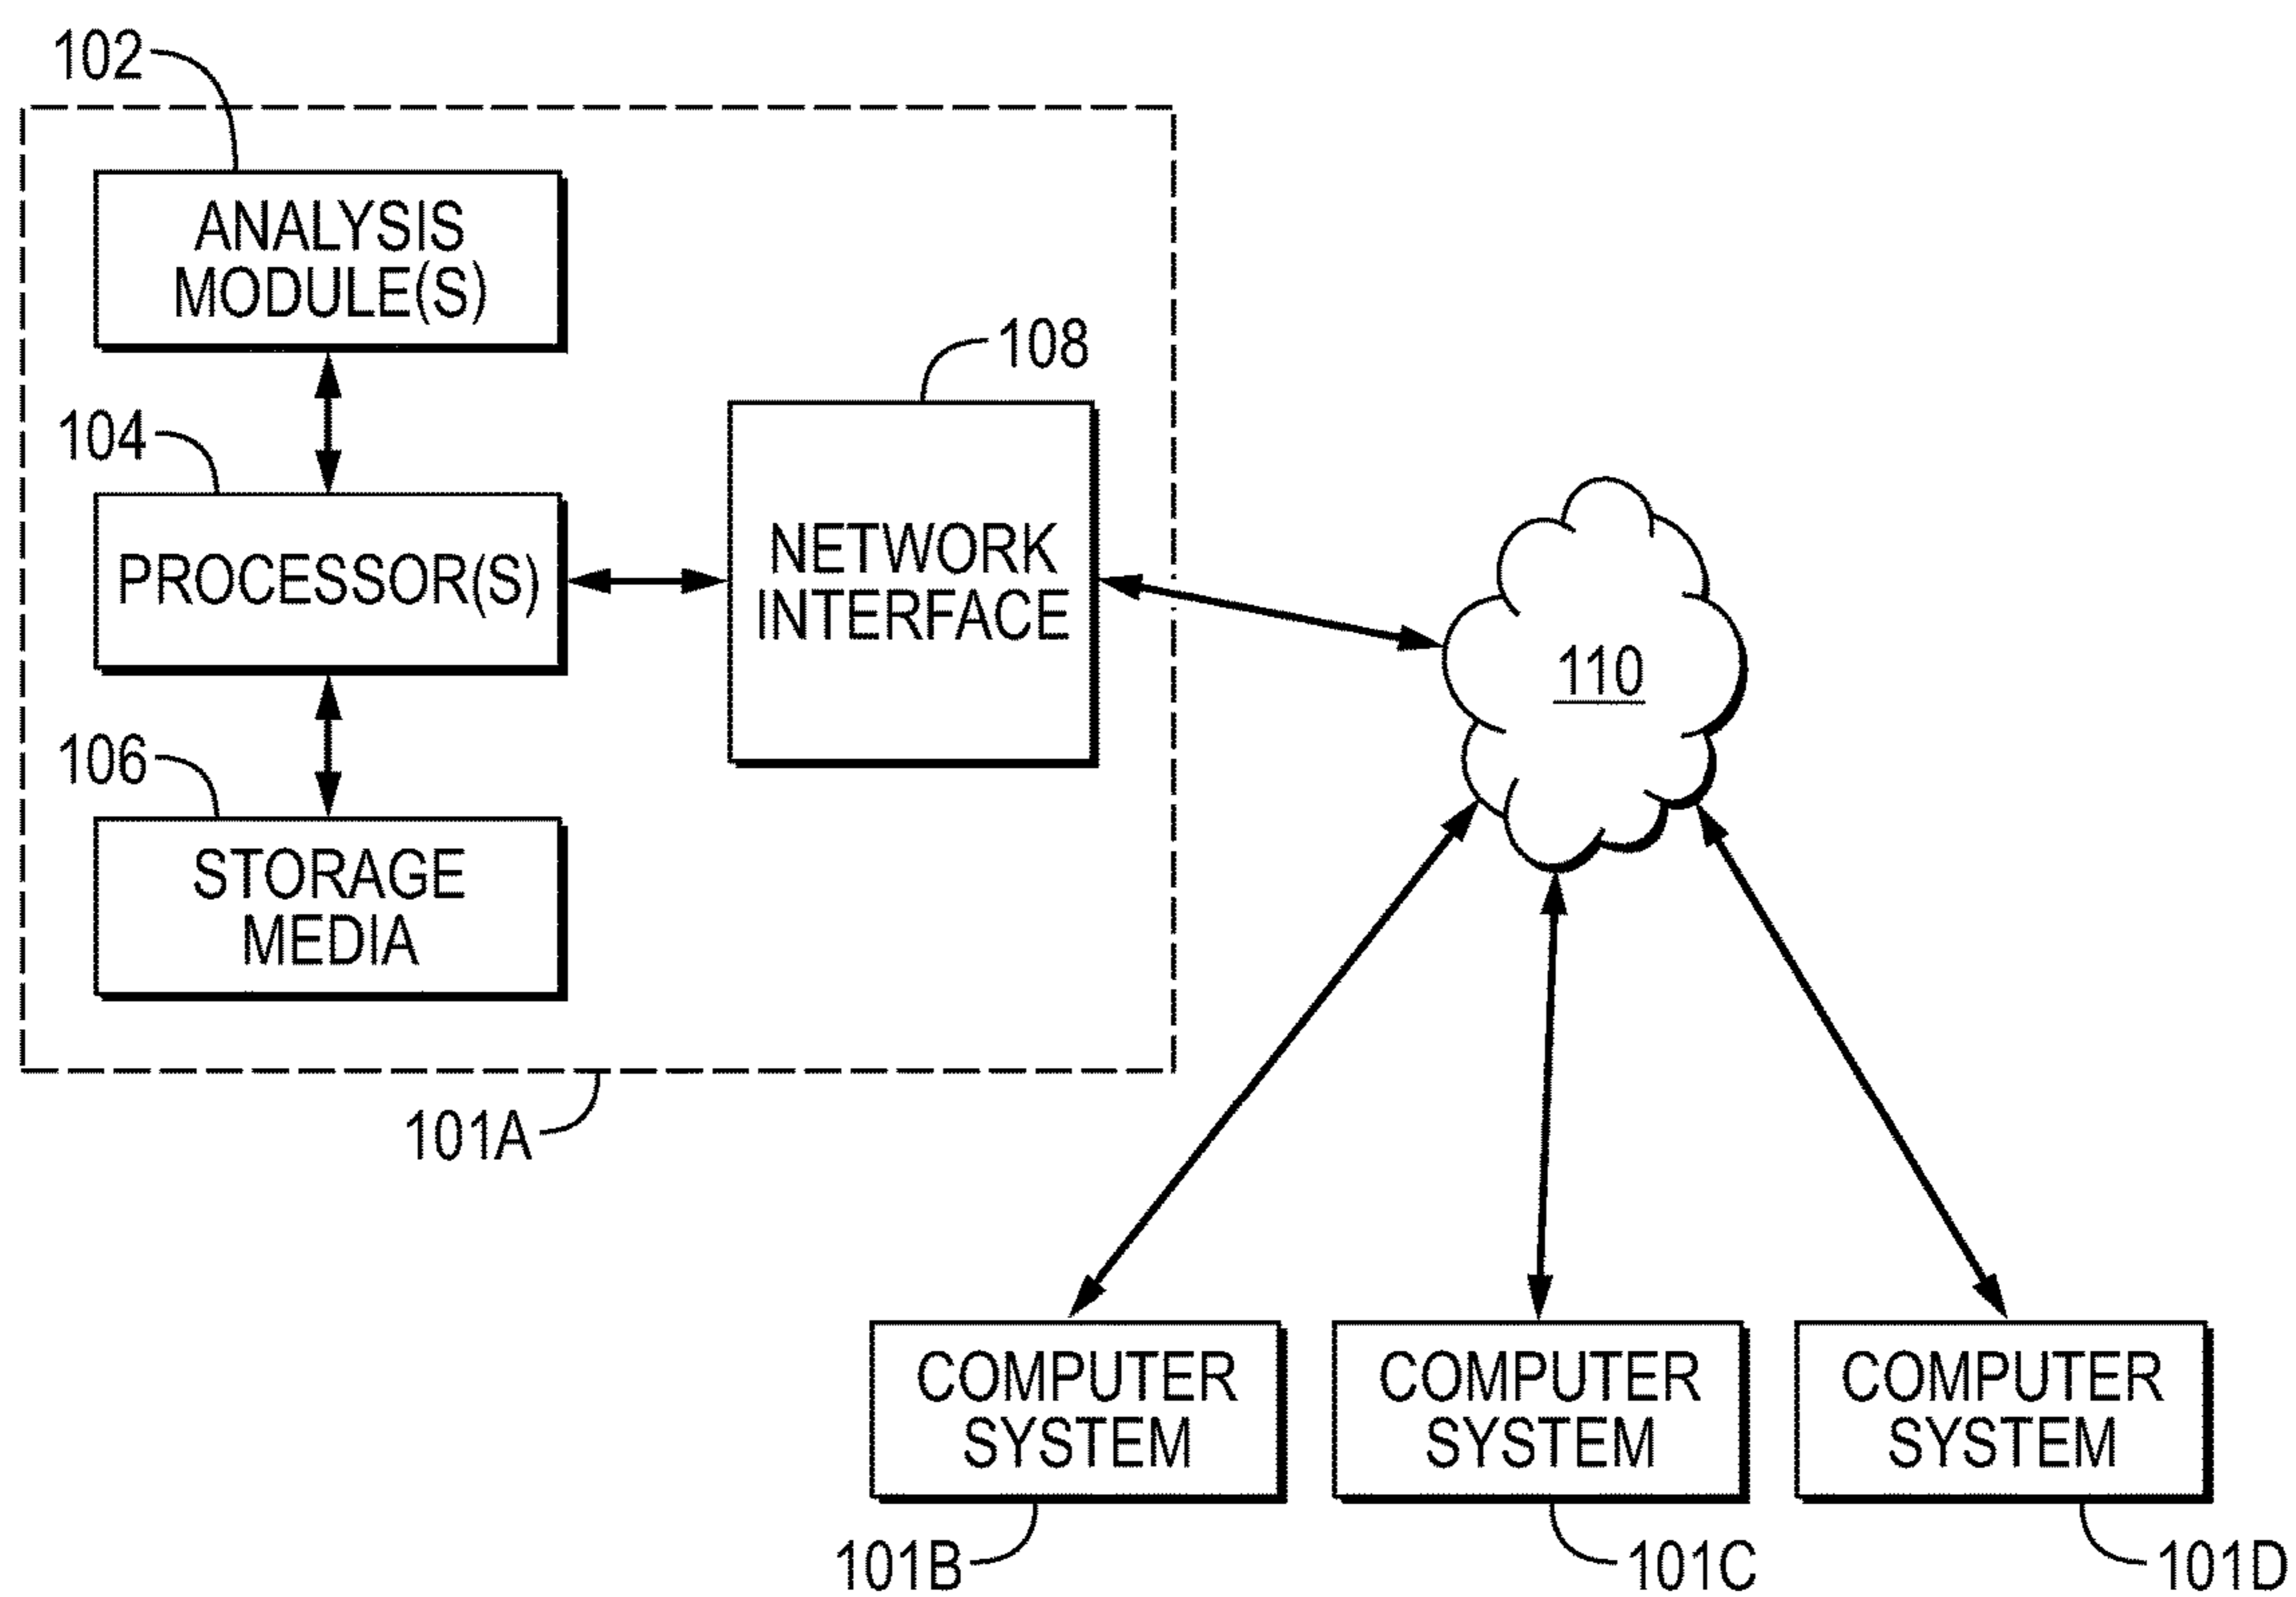 102
ANALYSIS
MODULE(S)
108
104
PROCESSOR(S)
NETWORK
INTERFACE
110
106
STORAGE
MEDIA
101A
COMPUTER
SYSTEM
COMPUTER
SYSTEM
COMPUTER
SYSTEM
101B
101C
101D